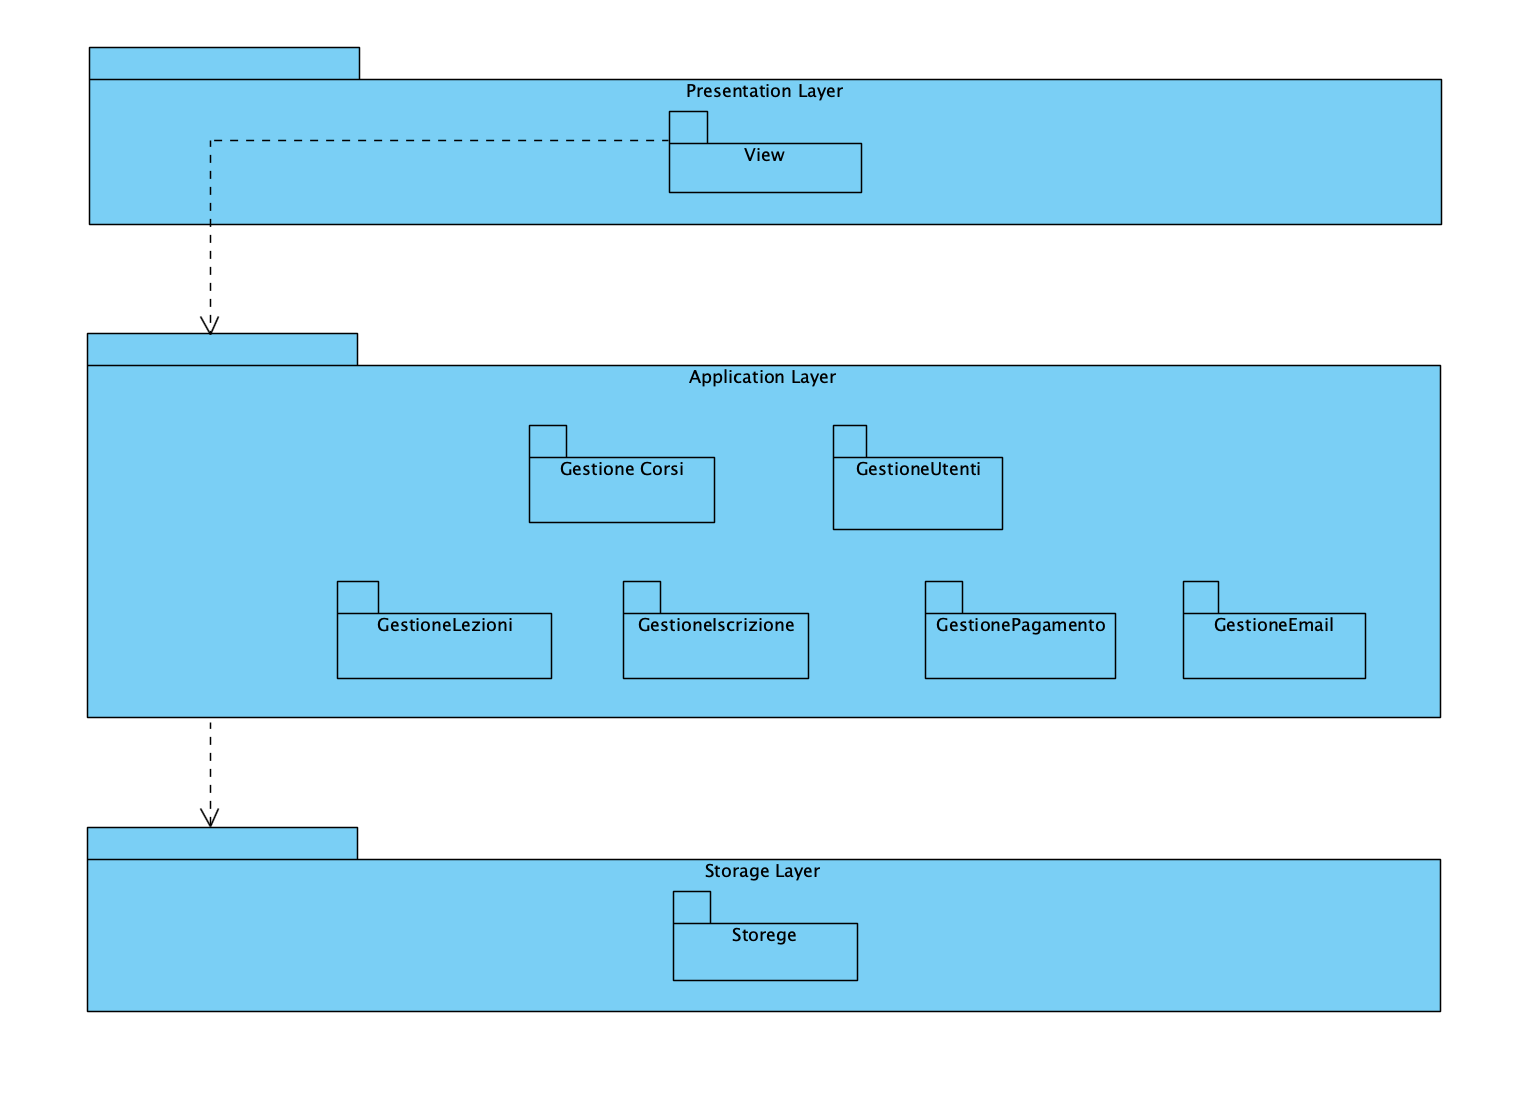 Presentation Layer
View
Application Layer
Gestione Corsi
GestioneUtenti
GestioneLezioni
GestioneIscrizione
GestionePagamento
GestioneEmail
Storage Layer
Storege